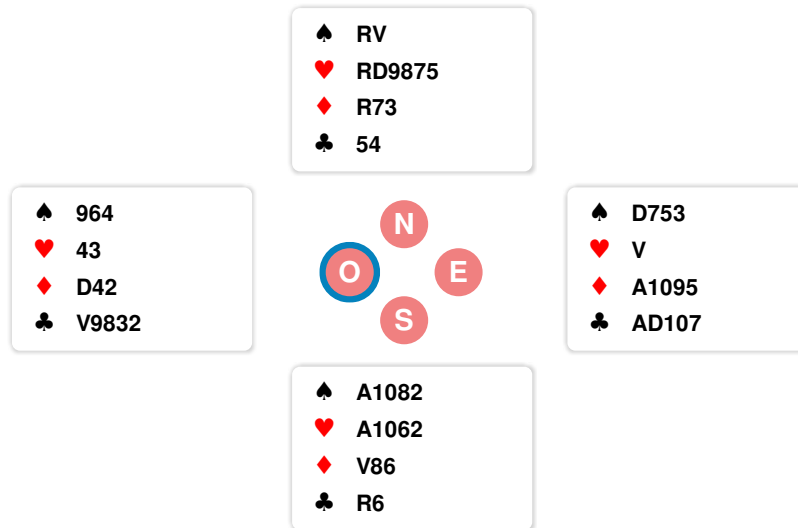 ♠ RV
♥ RD9875
♦ R73
♣ 54
♠ 964
♥ 43
♦ D42
♣ V9832
N
O
E
S
♠ D753
♥ V
♦ A1095
♣ AD107
♠ A1082
♥ A1062
♦ V86
♣ R6